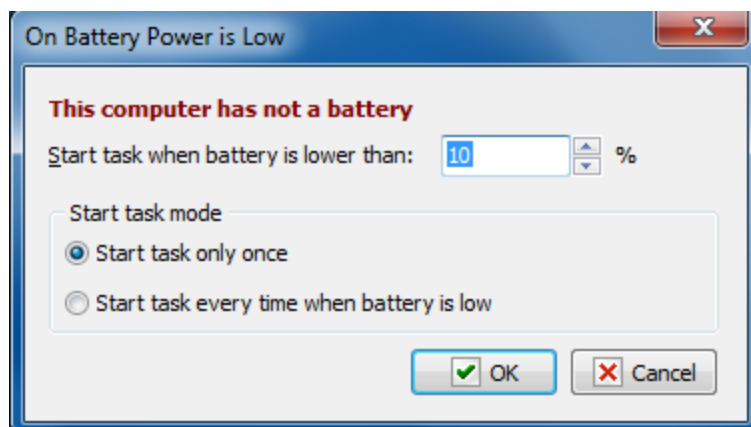 On Battery Power is Low
This computer has not a battery
Start task when battery is lower than: 10 %
Start task mode
Start task only once
Start task every time when battery is low
OK Cancel